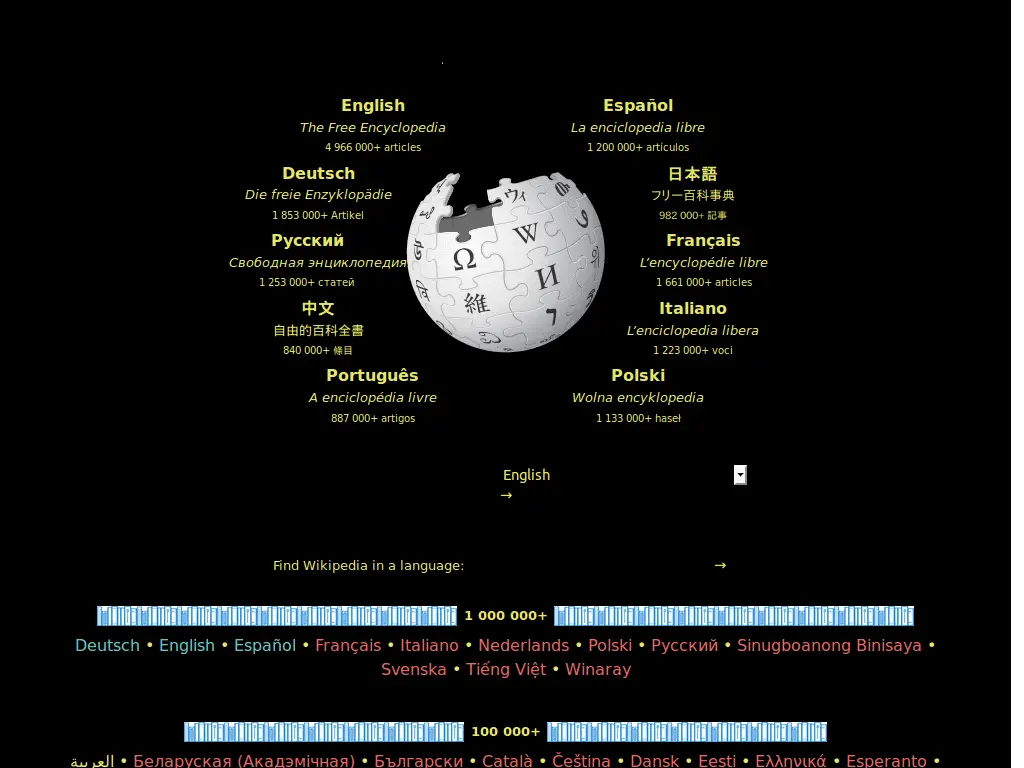 English
The Free Encyclopedia
4 966 000+ articles
Español
La enciclopedia libre
1 200 000+ artículos
Deutsch
Die freie Enzyklopädie
1 853 000+ Artikel
日本語
フリー百科事典
982 000+ 記事
Русский
Свободная энциклопедия
1 253 000+ статей
Français
L'encyclopédie libre
1 661 000+ articles
中文
自由的百科全書
840 000+ 條目
Italiano
L'enciclopedia libera
1 223 000+ voci
Português
A enciclopédia livre
887 000+ artigos
Polski
Wolna encyklopedia
1 133 000+ haseł
Ω
W
ウィ
И
維
English
→
Find Wikipedia in a language: →
1 000 000+
Deutsch • English • Español • Français • Italiano • Nederlands • Polski • Русский • Sinugboanong Binisaya •
Svenska • Tiếng Việt • Winaray
100 000+
العربية • Беларуская (Акадэмічная) • Български • Català • Čeština • Dansk • Eesti • Ελληνικά • Esperanto •